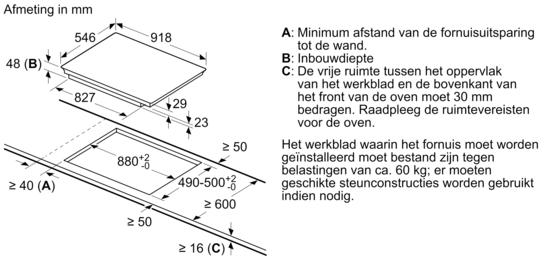 Afmeting in mm
546
918
48 (B)
827
29
23
≥ 50
880 +2 -0
490-500 +2 -0
≥ 40 (A)
≥ 600
≥ 50
≥ 16 (C)
A: Minimum afstand van de fornuisuitsparing
tot de wand.
B: Inbouwdiepte
C: De vrije ruimte tussen het oppervlak
van het werkblad en de bovenkant van
het front van de oven moet 30 mm
bedragen. Raadpleeg de ruimtevereisten
voor de oven.
Het werkblad waarin het fornuis moet worden
geïnstalleerd moet bestand zijn tegen
belastingen van ca. 60 kg; er moeten
geschikte steunconstructies worden gebruikt
indien nodig.